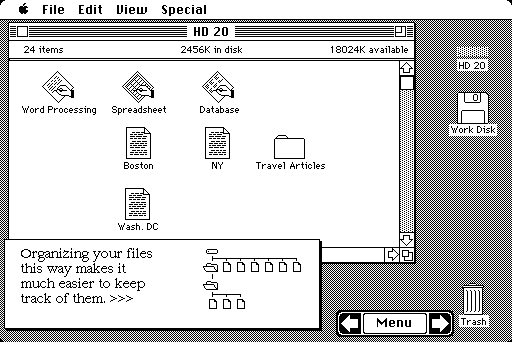 File Edit View Special
HD 20
24 items 2456K in disk 18024K available
Word Processing Spreadsheet Database
Boston NY Travel Articles
Wash. DC
HD 20
Work Disk
Trash
Organizing your files
this way makes it
much easier to keep
track of them. >>>
Menu